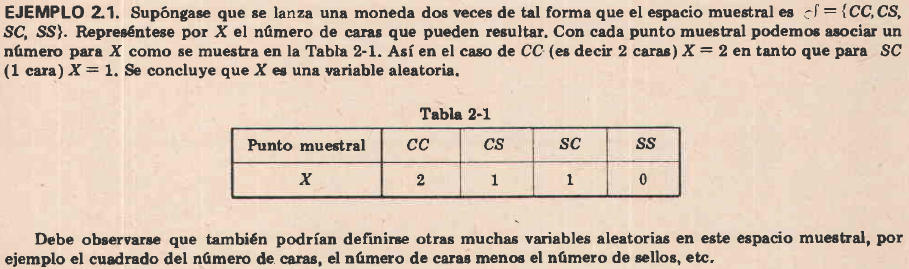 EJEMPLO 2.1. Supóngase que se lanza una moneda dos veces de tal forma que el espacio muestral es 𝒮 = {CC, CS,
SC, SS}. Represéntese por X el número de caras que pueden resultar. Con cada punto muestral podemos asociar un
número para X como se muestra en la Tabla 2-1. Así en el caso de CC (es decir 2 caras) X = 2 en tanto que para SC
(1 cara) X = 1. Se concluye que X es una variable aleatoria.
Tabla 2-1
Punto muestral CC CS SC SS
X 2 1 1 0
Debe observarse que también podrían definirse otras muchas variables aleatorias en este espacio muestral, por
ejemplo el cuadrado del número de caras, el número de caras menos el número de sellos, etc.